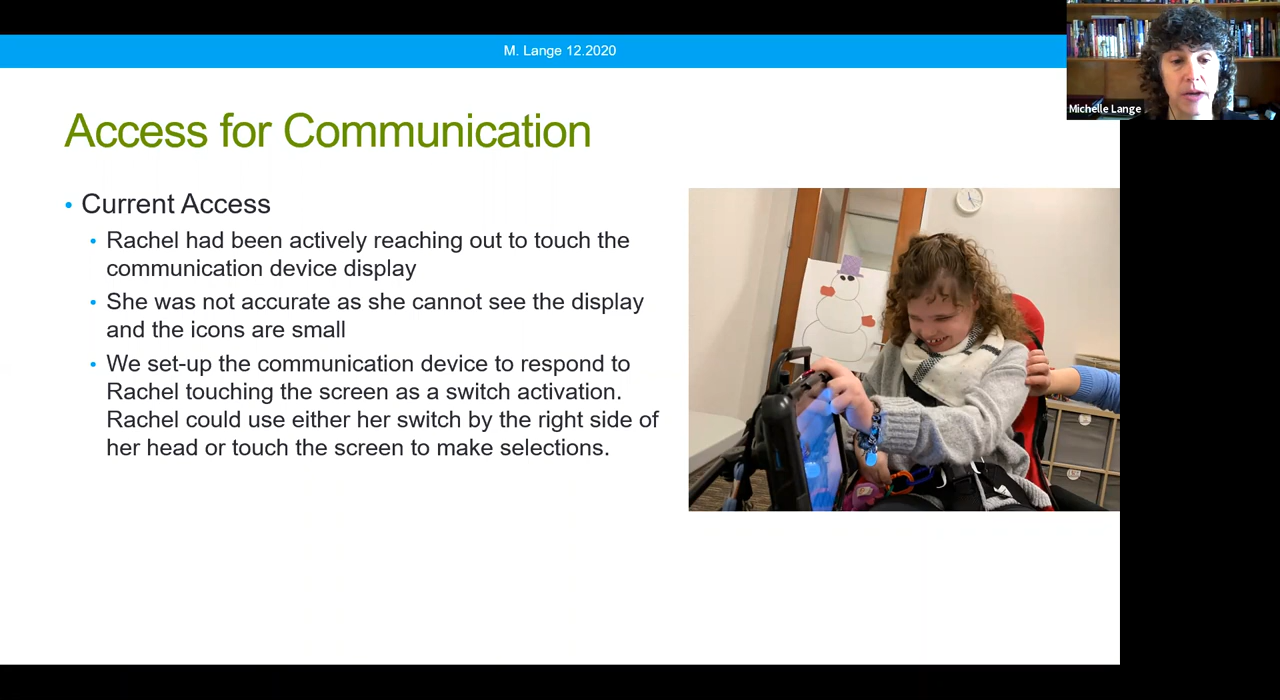 M. Lange 12.2020
Michelle Lange
Access for Communication
• Current Access
• Rachel had been actively reaching out to touch the
communication device display
• She was not accurate as she cannot see the display
and the icons are small
• We set-up the communication device to respond to
Rachel touching the screen as a switch activation.
Rachel could use either her switch by the right side of
her head or touch the screen to make selections.